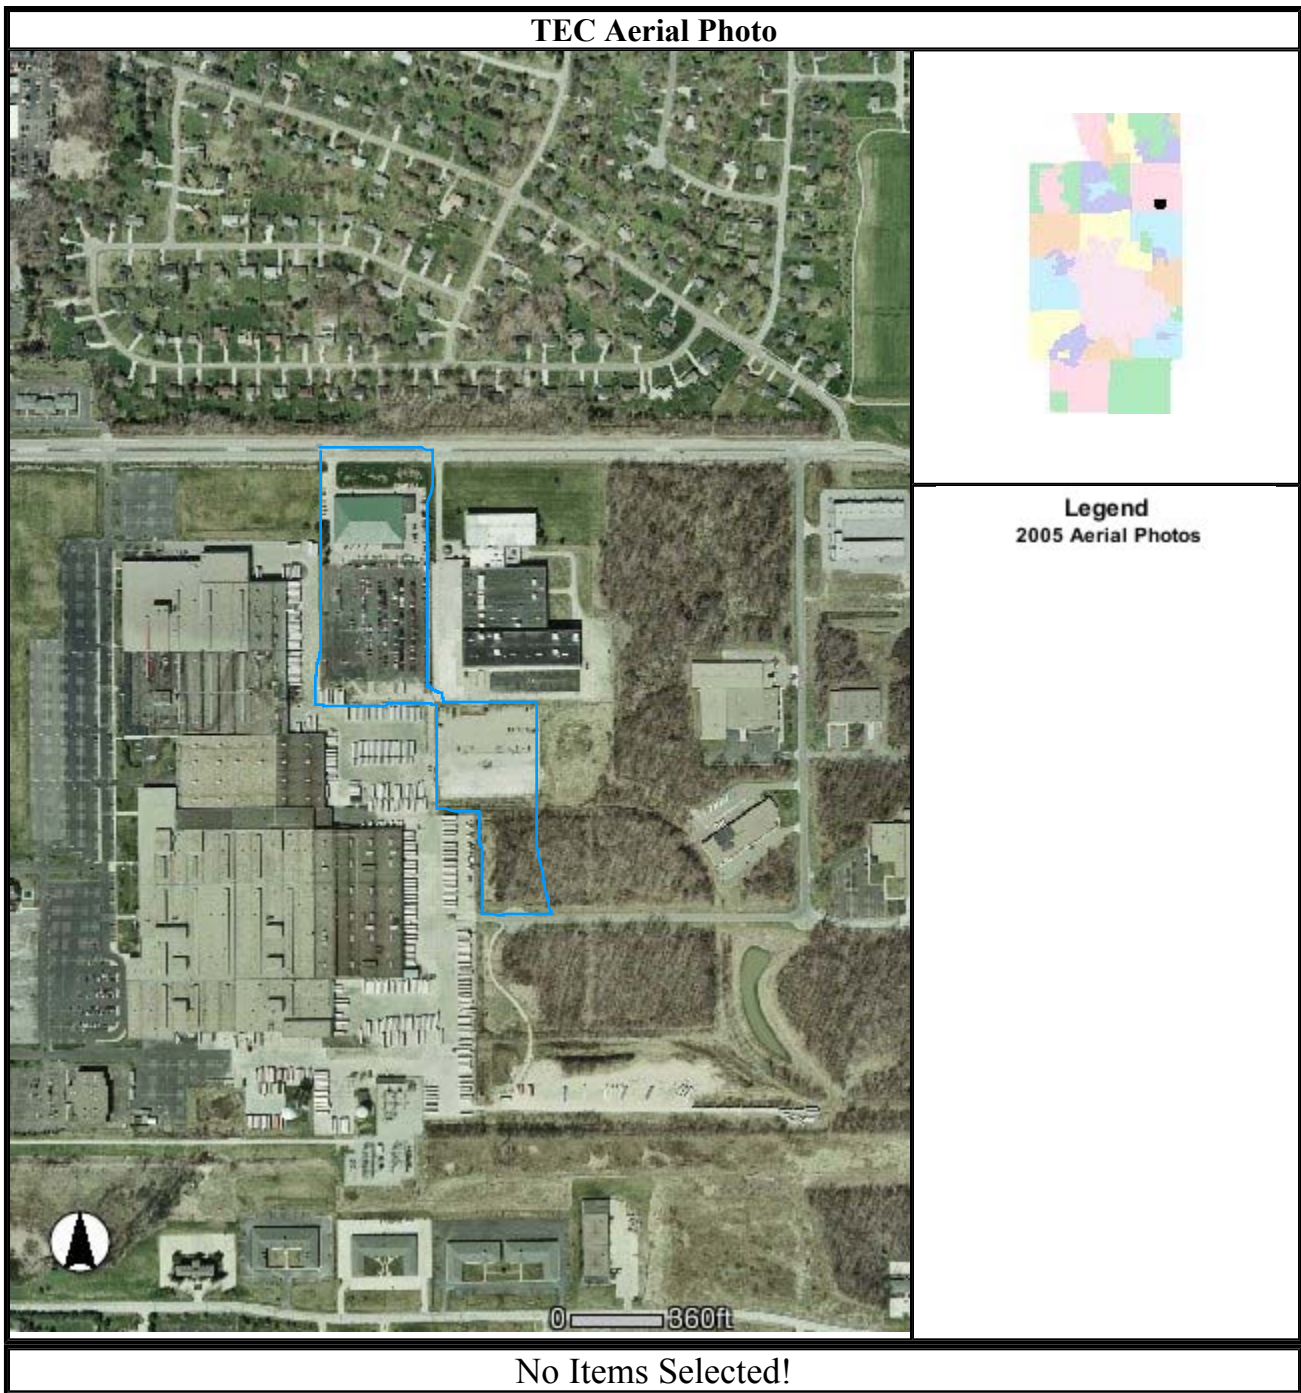 TEC Aerial Photo
Legend
2005 Aerial Photos
0 360ft
No Items Selected!